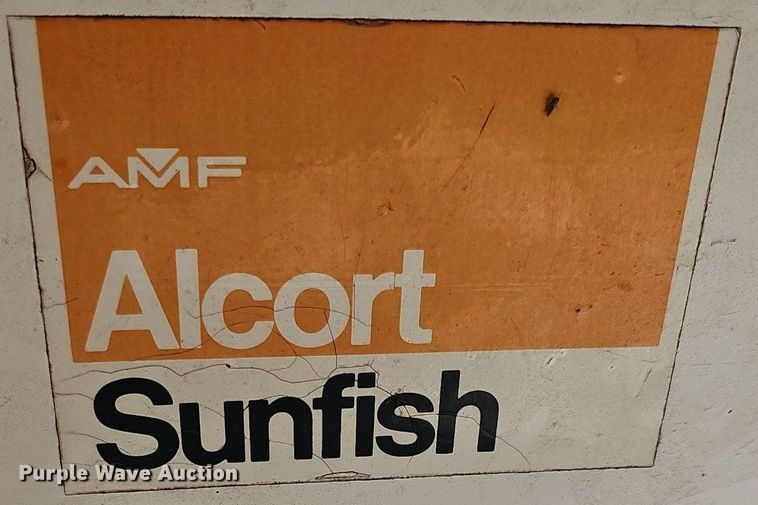 AMF
Alcort
Sunfish
Purple Wave Auction